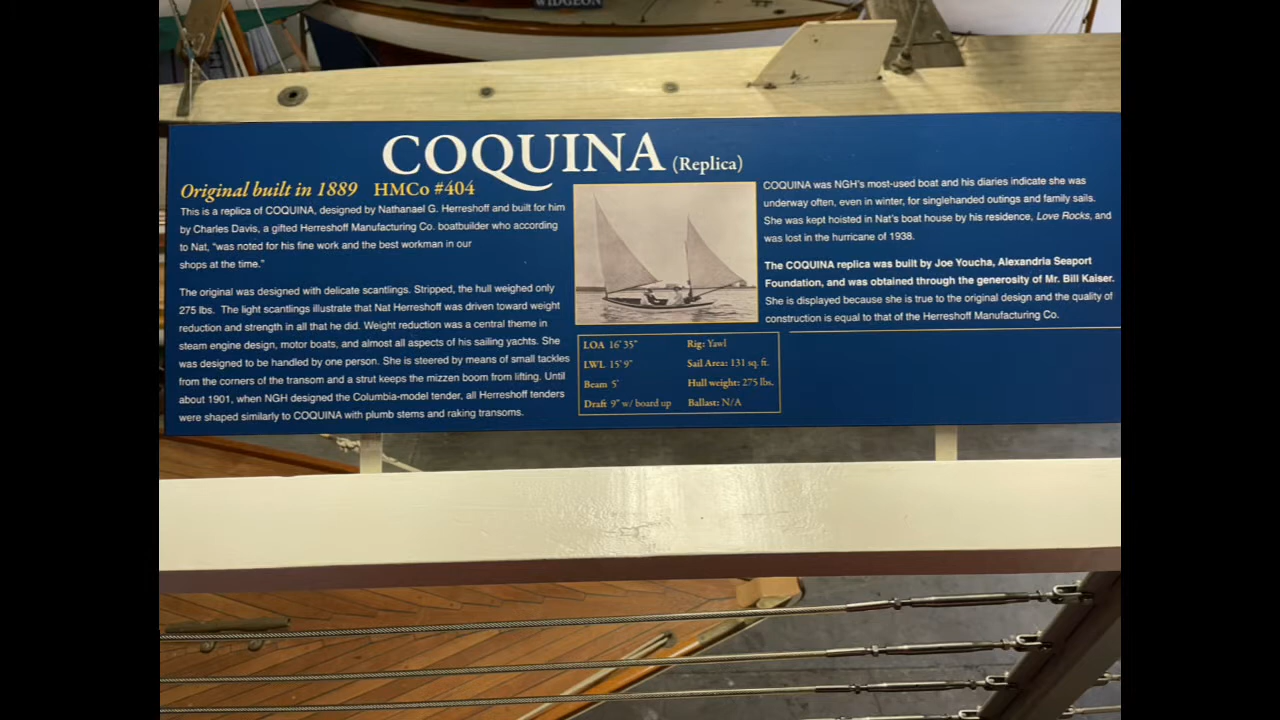 WIDGEON
COQUINA (Replica)
Original built in 1889 HMCo #404
This is a replica of COQUINA, designed by Nathanael G. Herreshoff and built for him
by Charles Davis, a gifted Herreshoff Manufacturing Co. boatbuilder who according
to Nat, "was noted for his fine work and the best workman in our
shops at the time."
The original was designed with delicate scantlings. Stripped, the hull weighed only
275 lbs. The light scantlings illustrate that Nat Herreshoff was driven toward weight
reduction and strength in all that he did. Weight reduction was a central theme in
steam engine design, motor boats, and almost all aspects of his sailing yachts. She
was designed to be handled by one person. She is steered by means of small tackles
from the corners of the transom and a strut keeps the mizzen boom from lifting. Until
about 1901, when NGH designed the Columbia-model tender, all Herreshoff tenders
were shaped similarly to COQUINA with plumb stems and raking transoms.
LOA 16'35"
LWL 15'9"
Beam 5'
Draft 9" w/ board up
Rig: Yawl
Sail Area: 131 sq. ft.
Hull weight: 275 lbs.
Ballast: N/A
COQUINA was NGH's most-used boat and his diaries indicate she was
underway often, even in winter, for singlehanded outings and family sails.
She was kept hoisted in Nat's boat house by his residence, Love Rocks, and
was lost in the hurricane of 1938.
The COQUINA replica was built by Joe Youcha, Alexandria Seaport
Foundation, and was obtained through the generosity of Mr. Bill Kaiser.
She is displayed because she is true to the original design and the quality of
construction is equal to that of the Herreshoff Manufacturing Co.